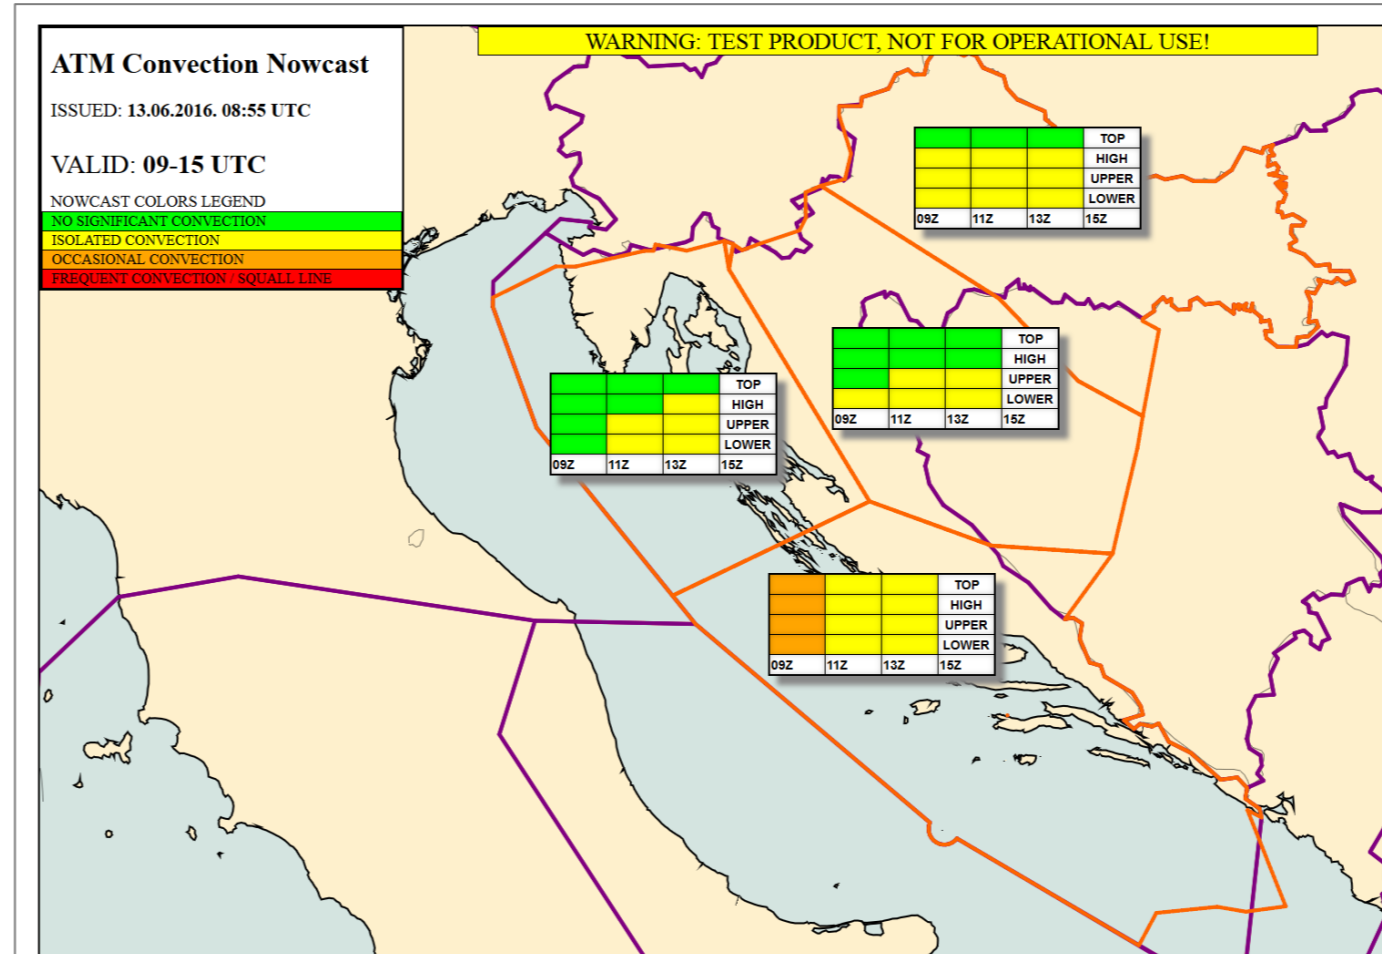 WARNING: TEST PRODUCT, NOT FOR OPERATIONAL USE!
ATM Convection Nowcast
ISSUED: 13.06.2016. 08:55 UTC
VALID: 09-15 UTC
NOWCAST COLORS LEGEND
NO SIGNIFICANT CONVECTION
ISOLATED CONVECTION
OCCASIONAL CONVECTION
FREQUENT CONVECTION / SQUALL LINE
TOP
HIGH
UPPER
LOWER
09Z 11Z 13Z 15Z
TOP
HIGH
UPPER
LOWER
09Z 11Z 13Z 15Z
TOP
HIGH
UPPER
LOWER
09Z 11Z 13Z 15Z
TOP
HIGH
UPPER
LOWER
09Z 11Z 13Z 15Z